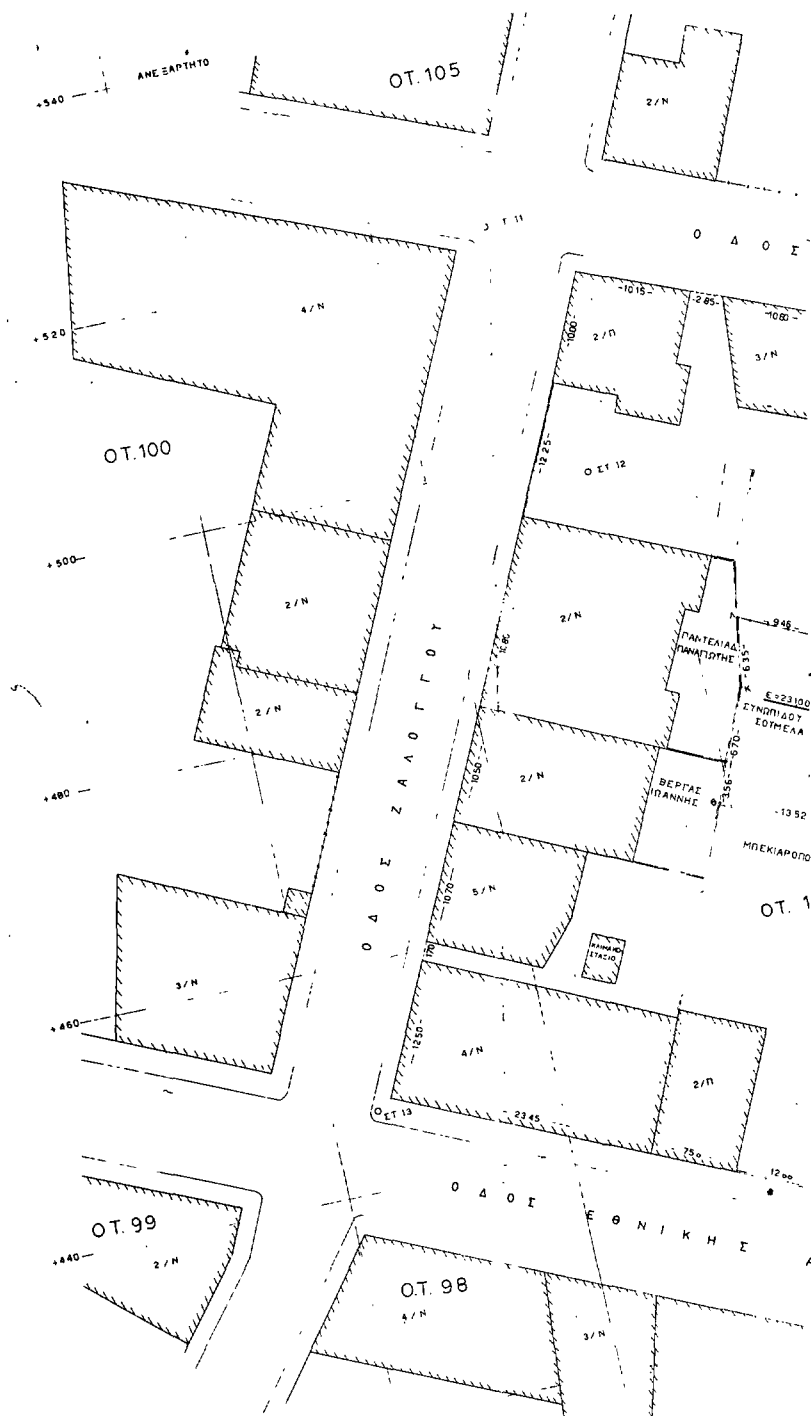 ΑΝΕΞΑΡΤΗΤΟ
ΟΤ. 105
+540
2/Ν
Τ 11
Ο Δ Ο Σ
4/Ν
-10.15-
-2.85-
-10.80-
+520
-10.00-
2/Π
3/Ν
ΟΤ. 100
-12.25-
ΣΤ 12
+500
2/Ν
2/Ν
-9.46-
ΠΑΝΤΕΛΙΑΔ
ΠΑΝΑΓΙΩΤΗΣ
-6.35-
Ε=231.00
ΣΥΝΩΠΙΔΟΥ
ΣΟΥΜΕΛΑ
2/Ν
-6.70-
Ο Δ Ο Σ Ζ Α Λ Ο Γ Γ Ο Υ
+480
-10.50-
2/Ν
ΒΕΡΓΑΣ
ΙΩΑΝΝΗΣ
-3.56-
-13.52
ΜΠΕΚΙΑΡΟΠΟ
ΟΤ. 1
-10.70-
5/Ν
1.70
ΚΛΙΜΑΚΟ
ΣΤΑΣΙΟ
3/Ν
+460
-12.50-
4/Ν
2/Π
ΣΤ 13
-23.45-
-7.50-
12.00
Ο Δ Ο Σ Ε Θ Ν Ι Κ Η Σ Α
ΟΤ. 99
+440
2/Ν
Ο.Τ. 98
4/Ν
3/Ν